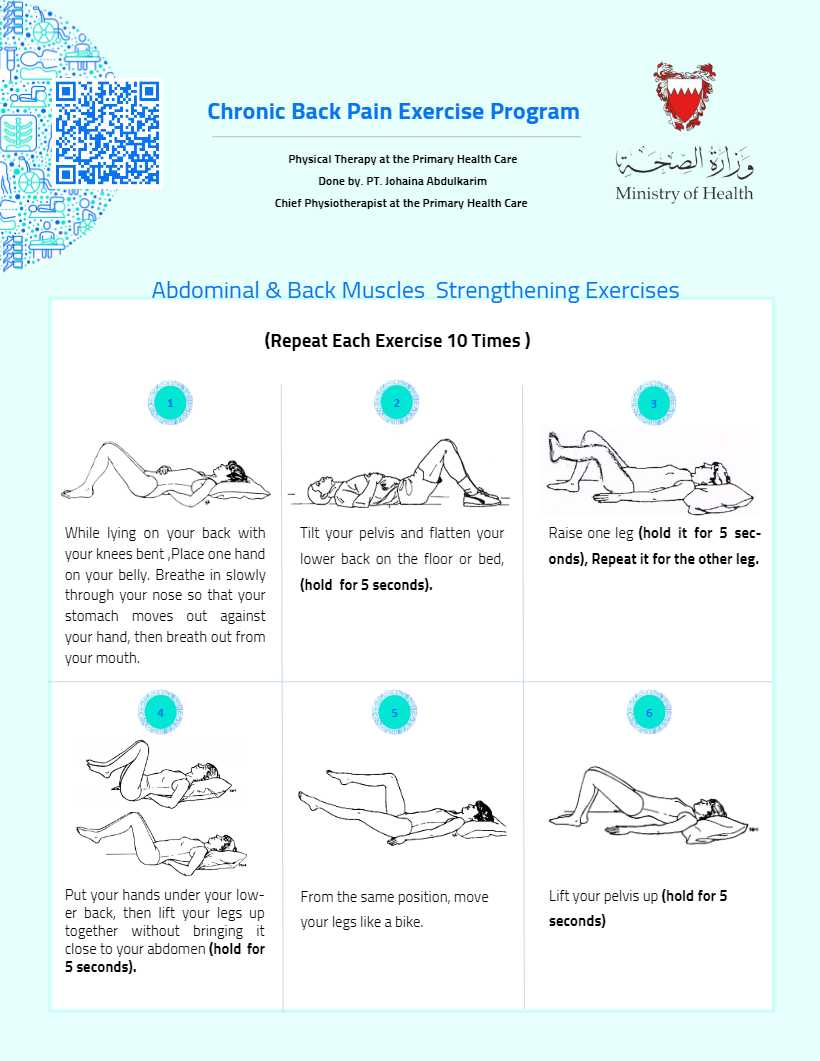 Chronic Back Pain Exercise Program
Physical Therapy at the Primary Health Care
Done by. PT. Johaina Abdulkarim
Chief Physiotherapist at the Primary Health Care
وزارة الصحة
Ministry of Health
Abdominal & Back Muscles Strengthening Exercises
(Repeat Each Exercise 10 Times )
1
While lying on your back with
your knees bent ,Place one hand
on your belly. Breathe in slowly
through your nose so that your
stomach moves out against
your hand, then breath out from
your mouth.
2
Tilt your pelvis and flatten your
lower back on the floor or bed,
(hold for 5 seconds).
3
Raise one leg (hold it for 5 sec-
onds), Repeat it for the other leg.
4
Put your hands under your low-
er back, then lift your legs up
together without bringing it
close to your abdomen (hold for
5 seconds).
5
From the same position, move
your legs like a bike.
6
Lift your pelvis up (hold for 5
seconds)